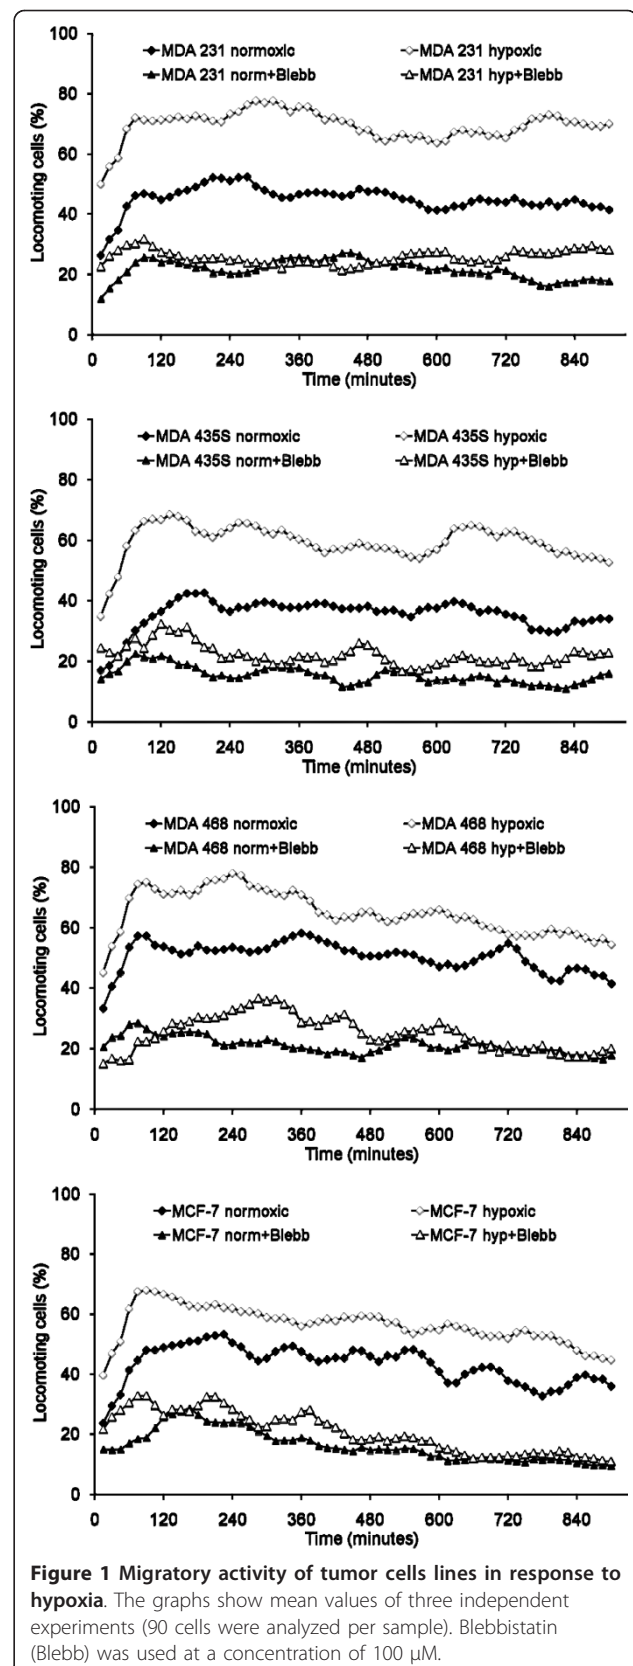 MDA 231 normoxic
MDA 231 hypoxic
MDA 231 norm+Blebb
MDA 231 hyp+Blebb
Locomoting cells (%)
100
80
60
40
20
0
0 120 240 360 480 600 720 840
Time (minutes)
MDA 435S normoxic
MDA 435S hypoxic
MDA 435S norm+Blebb
MDA 435S hyp+Blebb
Locomoting cells (%)
100
80
60
40
20
0
0 120 240 360 480 600 720 840
Time (minutes)
MDA 468 normoxic
MDA 468 hypoxic
MDA 468 norm+Blebb
MDA 468 hyp+Blebb
Locomoting cells (%)
100
80
60
40
20
0
0 120 240 360 480 600 720 840
Time (minutes)
MCF-7 normoxic
MCF-7 hypoxic
MCF-7 norm+Blebb
MCF-7 hyp+Blebb
Locomoting cells (%)
100
80
60
40
20
0
0 120 240 360 480 600 720 840
Time (minutes)
Figure 1 Migratory activity of tumor cells lines in response to
hypoxia. The graphs show mean values of three independent
experiments (90 cells were analyzed per sample). Blebbistatin
(Blebb) was used at a concentration of 100 μM.